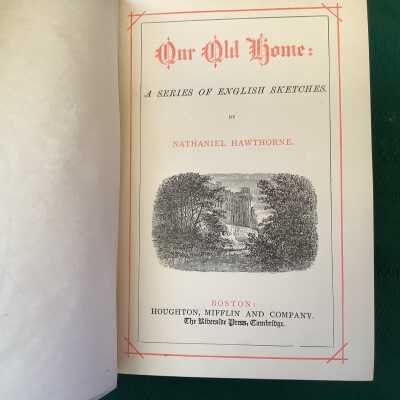 Our Old Home:
A SERIES OF ENGLISH SKETCHES.
BY
NATHANIEL HAWTHORNE.
BOSTON:
HOUGHTON, MIFFLIN AND COMPANY.
The Riverside Press, Cambridge.